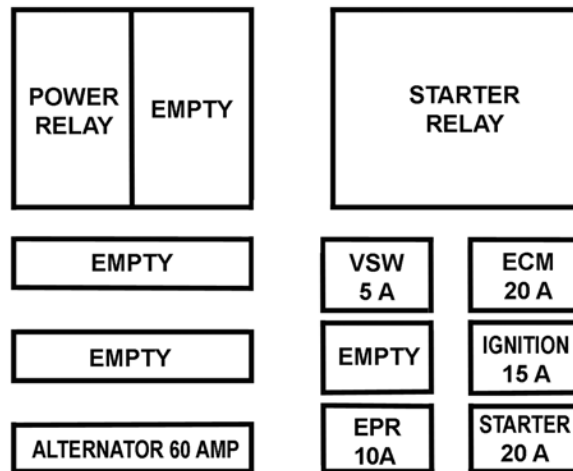 POWER
RELAY
EMPTY
STARTER
RELAY
EMPTY
VSW
5 A
ECM
20 A
EMPTY
EMPTY
IGNITION
15 A
ALTERNATOR 60 AMP
EPR
10A
STARTER
20 A